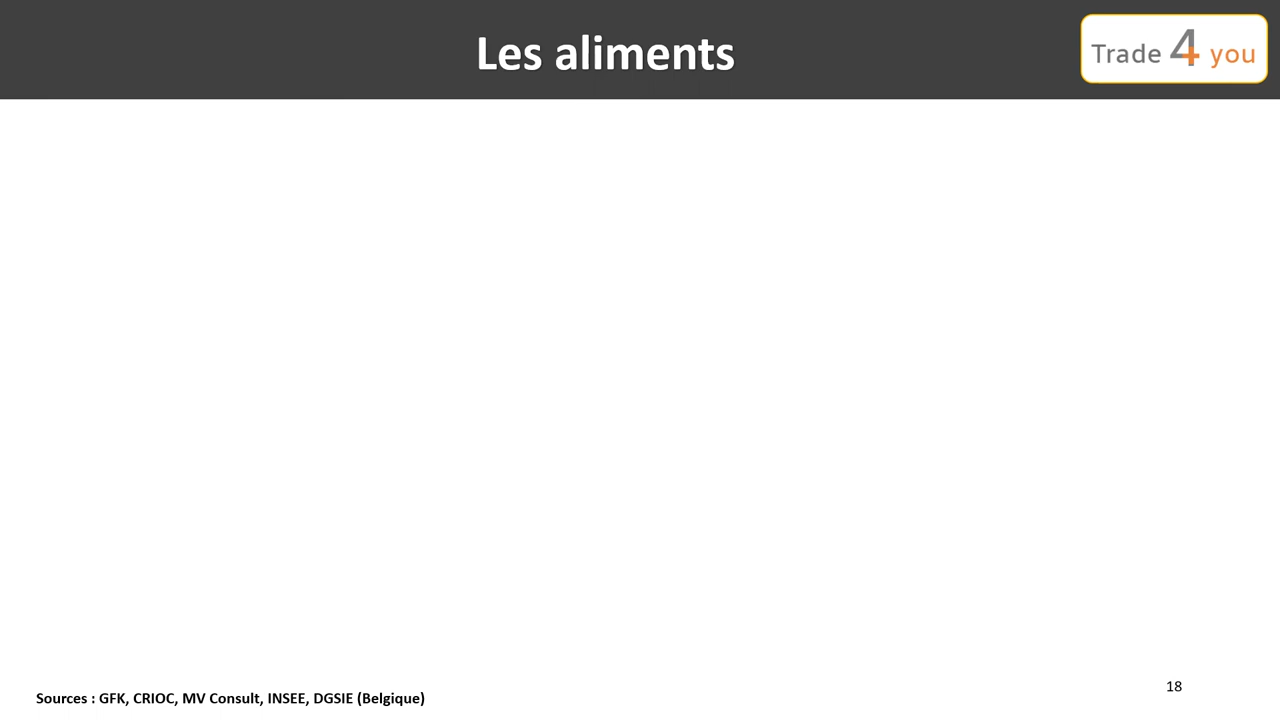 Les aliments
Trade 4 you
Sources : GFK, CRIOC, MV Consult, INSEE, DGSIE (Belgique)
18